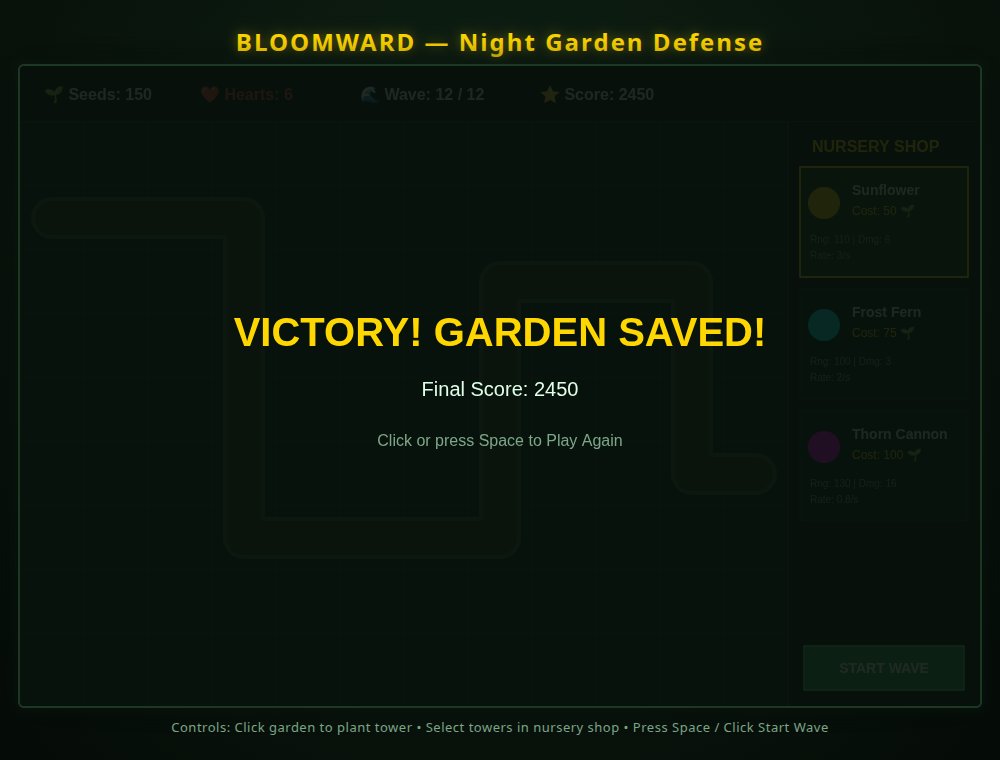 BLOOMWARD — Night Garden Defense
🌱 Seeds: 150 ❤️ Hearts: 6 🌊 Wave: 12 / 12 ⭐ Score: 2450
NURSERY SHOP
Sunflower
Cost: 50 🌱
Rng: 110 | Dmg: 6
Rate: 3/s
Frost Fern
Cost: 75 🌱
Rng: 100 | Dmg: 3
Rate: 2/s
VICTORY! GARDEN SAVED!
Final Score: 2450
Click or press Space to Play Again
Thorn Cannon
Cost: 100 🌱
Rng: 130 | Dmg: 16
Rate: 0.8/s
START WAVE
Controls: Click garden to plant tower • Select towers in nursery shop • Press Space / Click Start Wave